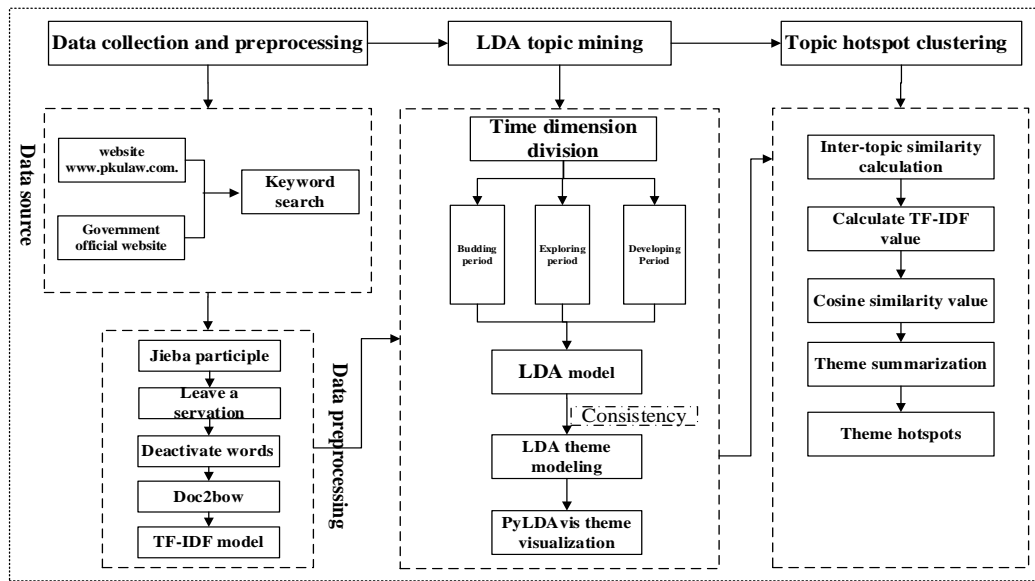 Data collection and preprocessing
LDA topic mining
Topic hotspot clustering
Data source
website
www.pkulaw.com.
Government
official website
Keyword
search
Jieba participle
Leave a
servation
Deactivate words
Doc2bow
TF-IDF model
Data preprocessing
Time dimension
division
Budding
period
Exploring
period
Developing
Period
LDA model
Consistency
LDA theme
modeling
PyLDAvis theme
visualization
Inter-topic similarity
calculation
Calculate TF-IDF
value
Cosine similarity value
Theme summarization
Theme hotspots